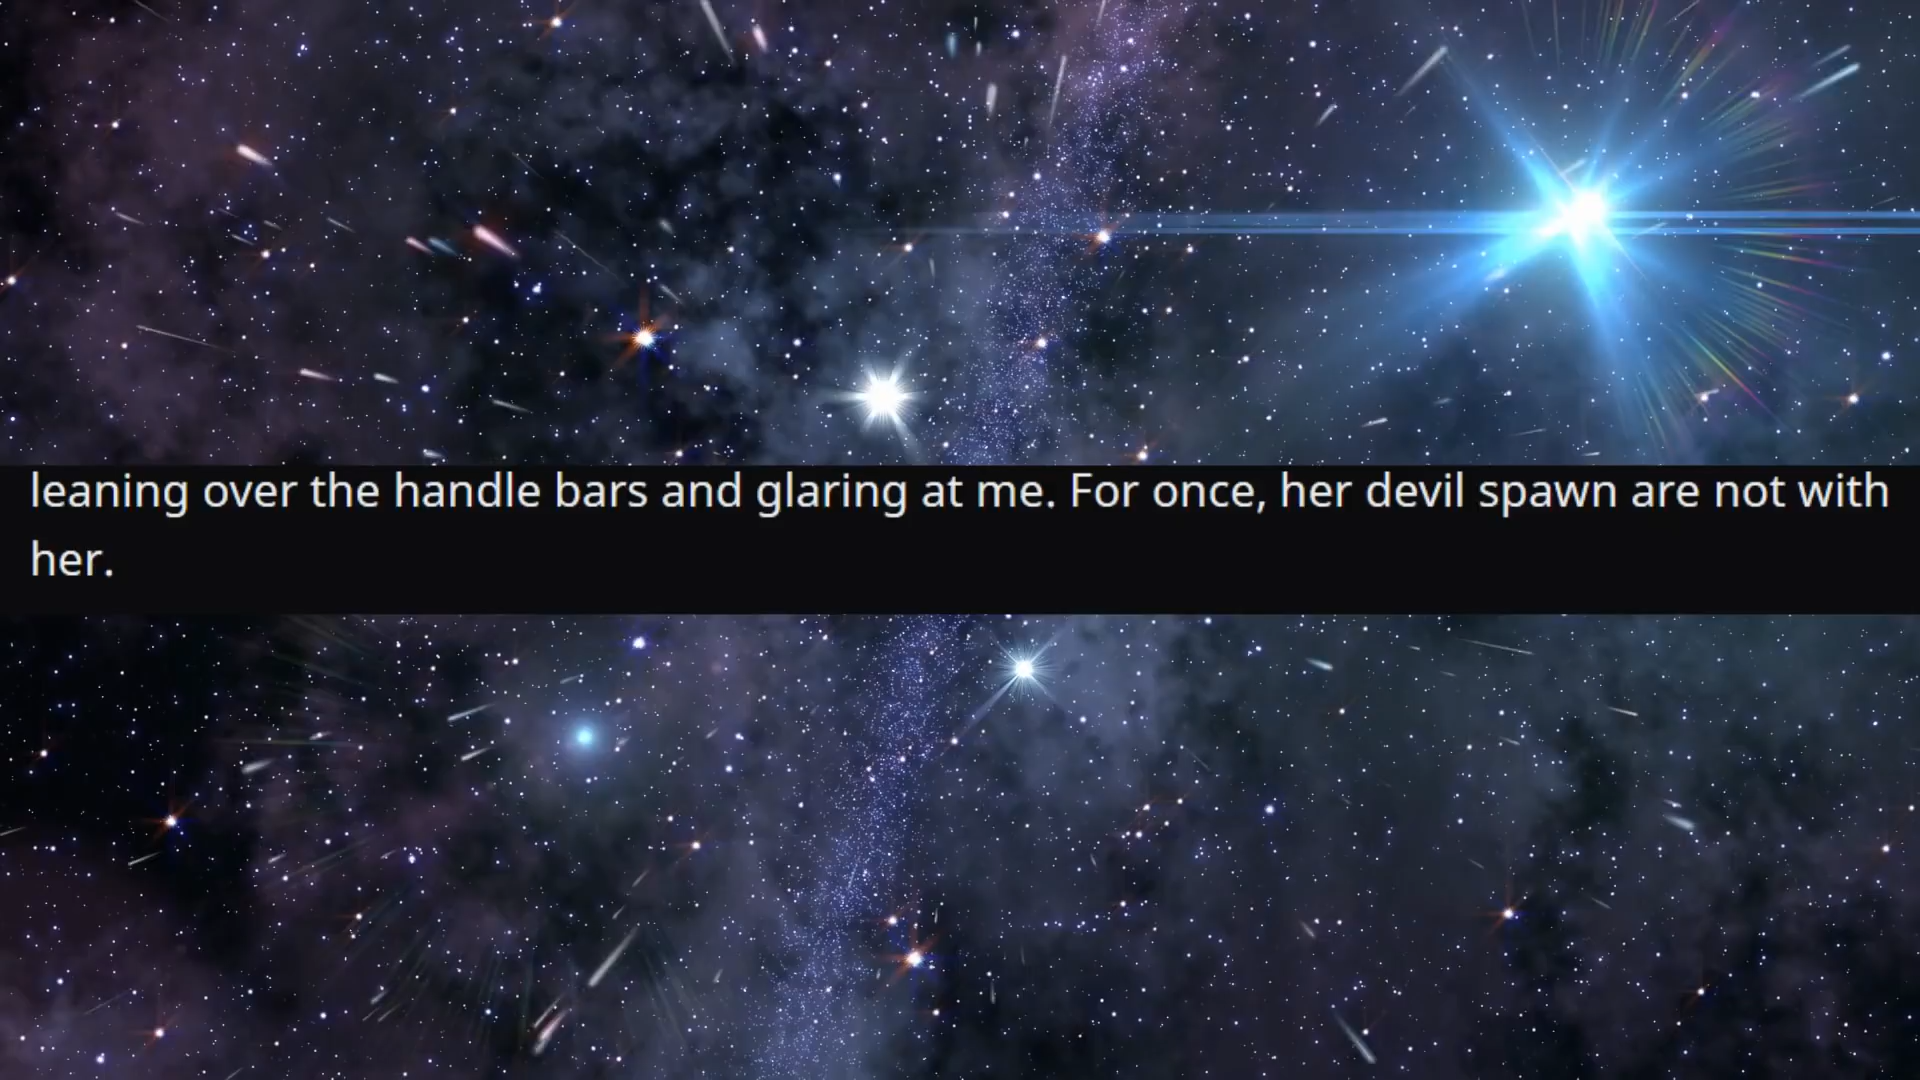 leaning over the handle bars and glaring at me. For once, her devil spawn are not with
her.